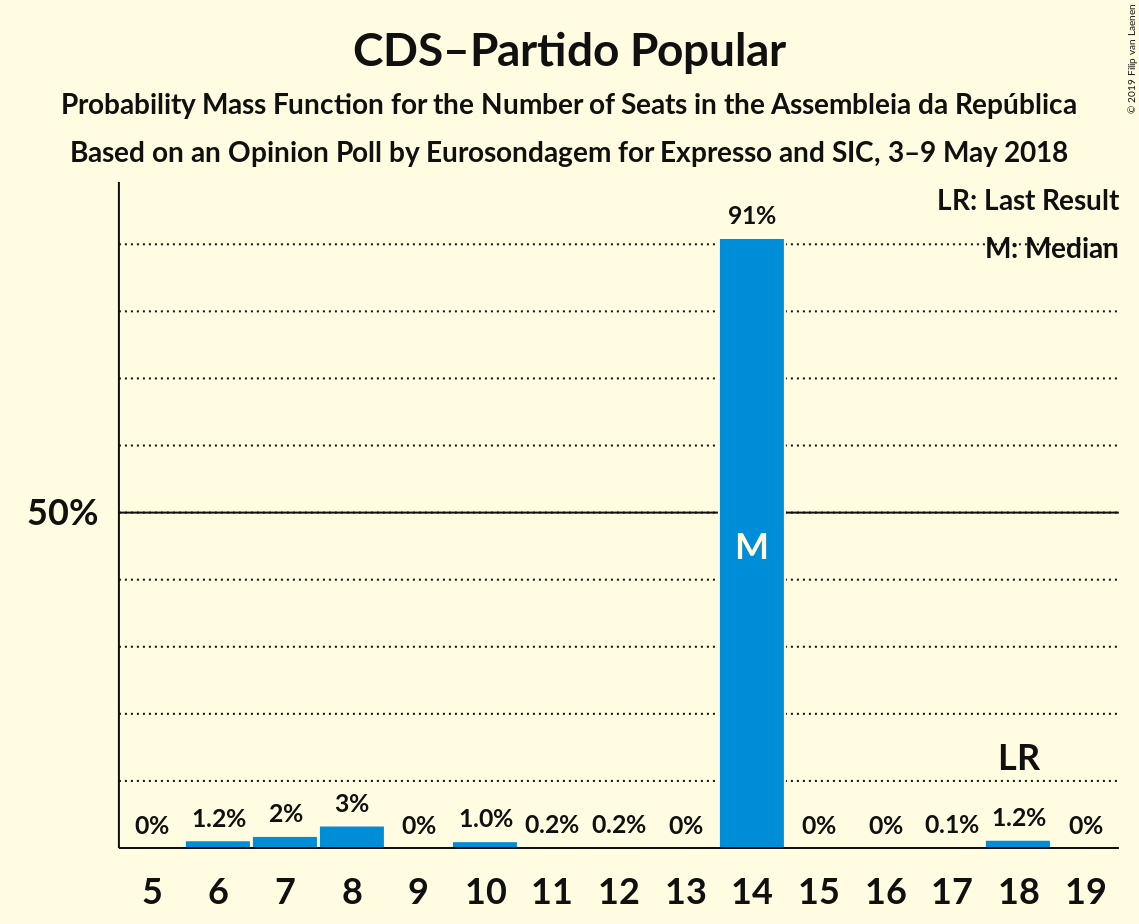 CDS–Partido Popular
Probability Mass Function for the Number of Seats in the Assembleia da República
Based on an Opinion Poll by Eurosondagem for Expresso and SIC, 3–9 May 2018
© 2019 Filip van Laenen
LR: Last Result
M: Median
91%
50%
M
LR
0% 1.2% 2% 3% 0% 1.0% 0.2% 0.2% 0% 0% 0% 0.1% 1.2% 0%
5 6 7 8 9 10 11 12 13 14 15 16 17 18 19